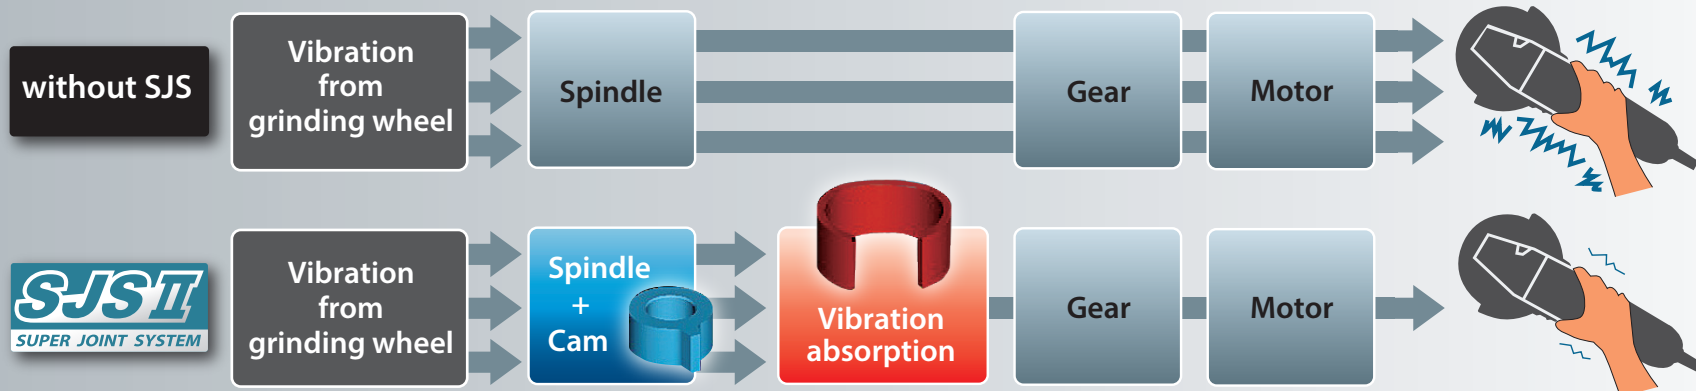 without SJS
Vibration
from
grinding wheel
Spindle
Gear
Motor
SJS II
SUPER JOINT SYSTEM
Vibration
from
grinding wheel
Spindle
+
Cam
Vibration
absorption
Gear
Motor